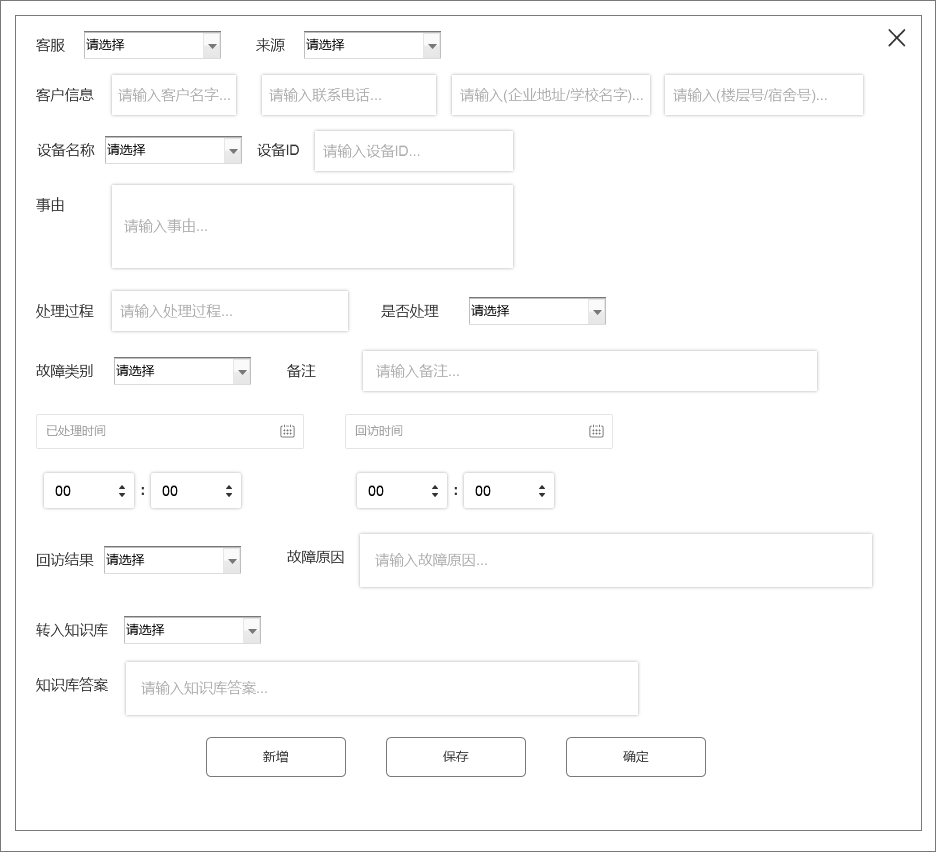 客服 请选择 来源 请选择
客户信息 请输入客户名字... 请输入联系电话... 请输入(企业地址/学校名字)... 请输入(楼层号/宿舍号)...
设备名称 请选择 设备ID 请输入设备ID...
事由 请输入事由...
处理过程 请输入处理过程... 是否处理 请选择
故障类别 请选择 备注 请输入备注...
已处理时间 回访时间
00 : 00 00 : 00
回访结果 请选择 故障原因 请输入故障原因...
转入知识库 请选择
知识库答案 请输入知识库答案...
新增 保存 确定